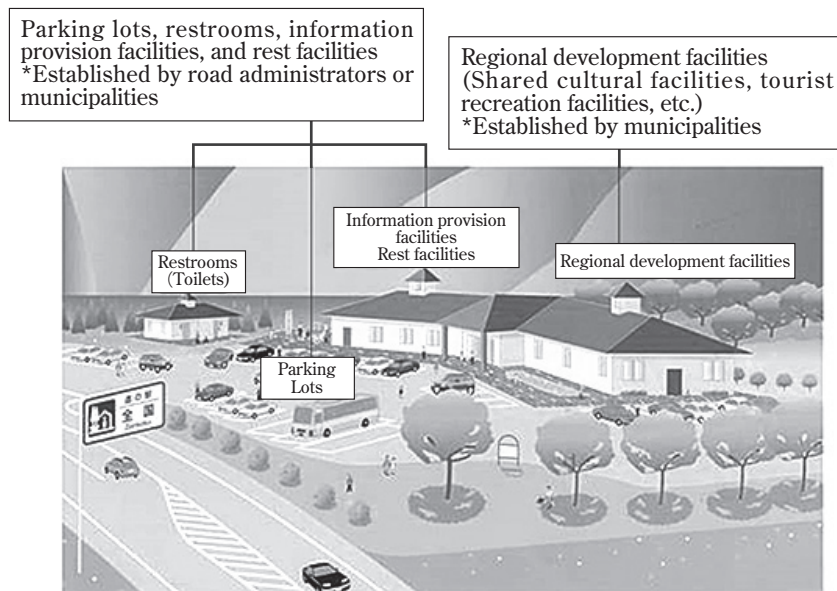 Parking lots, restrooms, information
provision facilities, and rest facilities
*Established by road administrators or
municipalities
Regional development facilities
(Shared cultural facilities, tourist
recreation facilities, etc.)
*Established by municipalities
Information provision
facilities
Rest facilities
Restrooms
(Toilets)
Regional development facilities
Parking
Lots
道の駅
全国